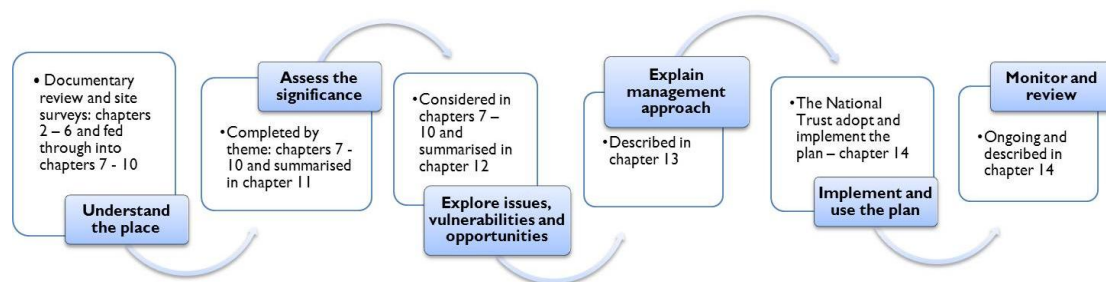 • Documentary
review and site
surveys: chapters
2 – 6 and fed
through into
chapters 7 - 10
Understand
the place
Assess the
significance
•Completed by
theme: chapters 7 -
10 and summarised
in chapter 11
•Considered in
chapters 7 –
10 and
summarised in
chapter 12
Explore issues,
vulnerabilities and
opportunities
Explain
management
approach
•Described in
chapter 13
•The National
Trust adopt and
implement the
plan – chapter 14
Implement and
use the plan
Monitor and
review
•Ongoing and
described in
chapter 14